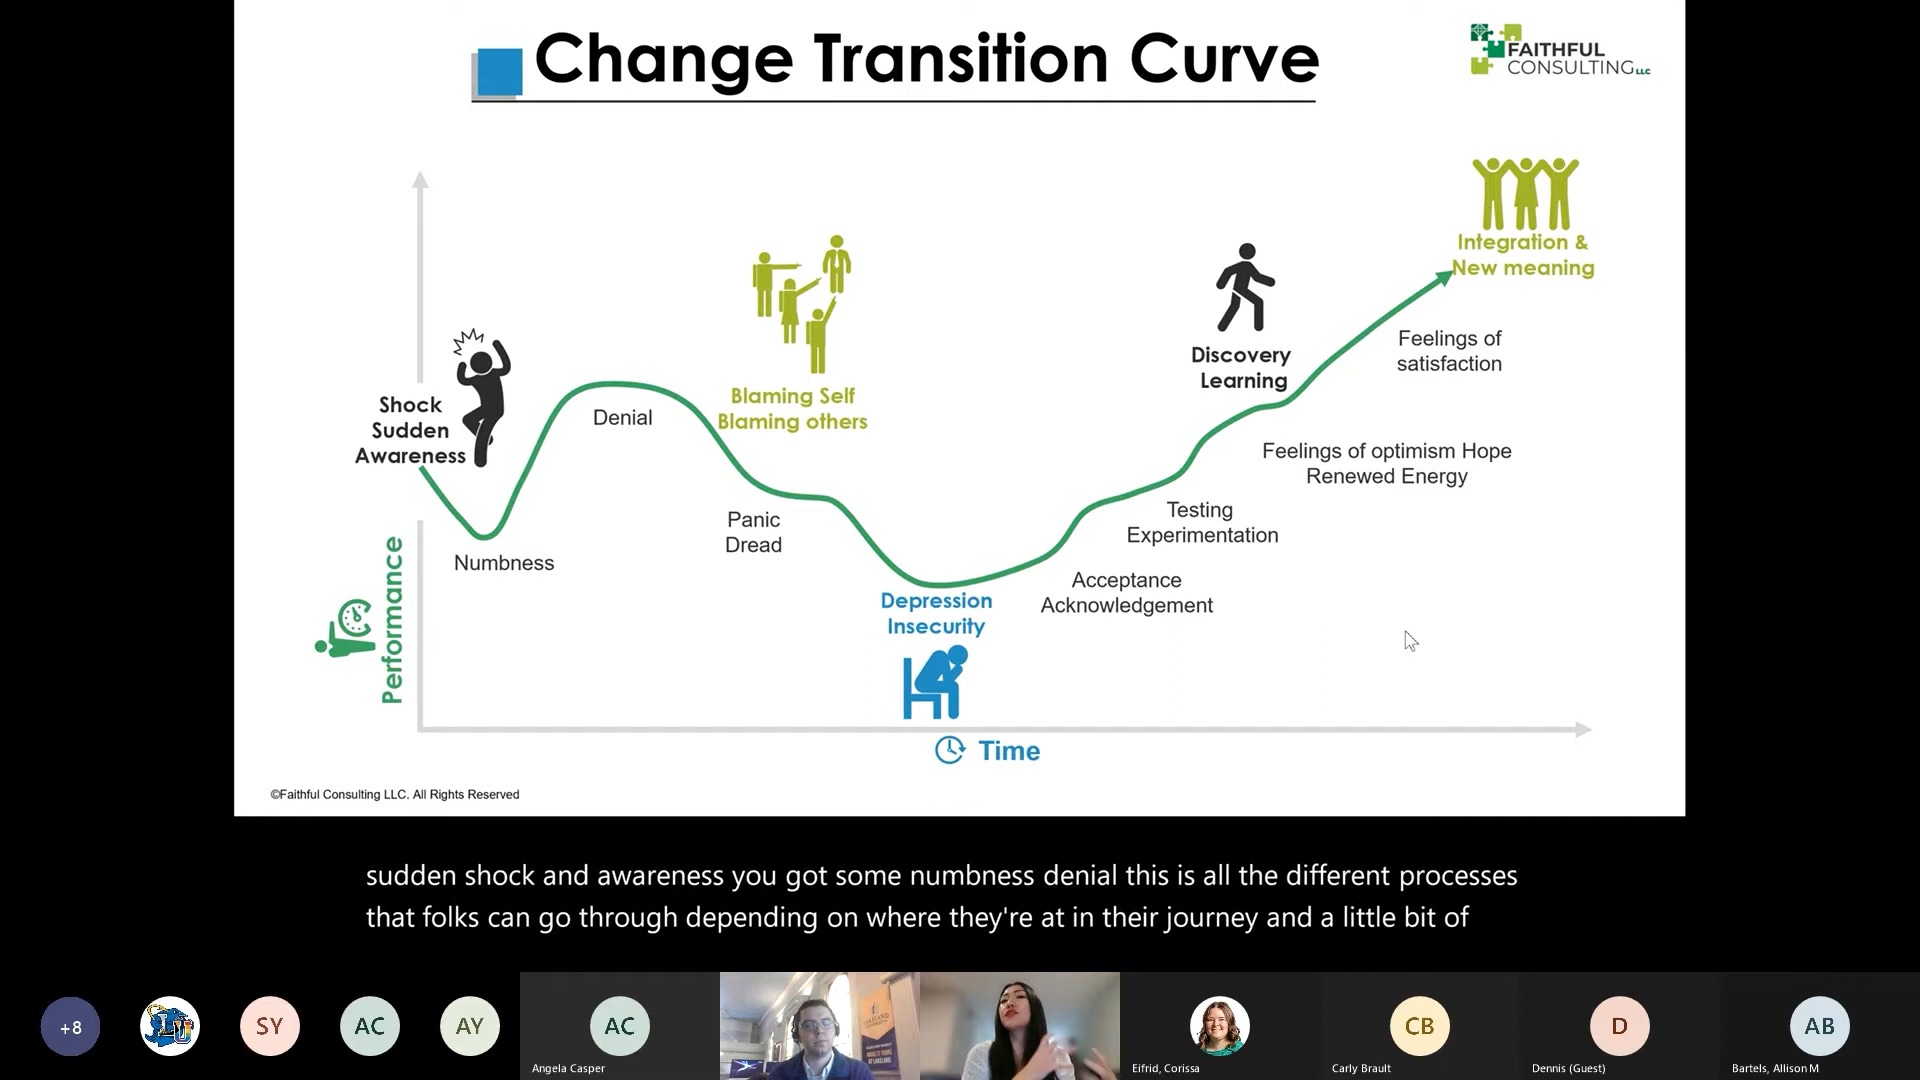 Change Transition Curve
FAITHFUL
CONSULTING LLC
Integration &
New meaning
Feelings of
satisfaction
Discovery
Learning
Shock
Sudden
Awareness
Denial
Blaming Self
Blaming others
Feelings of optimism Hope
Renewed Energy
Testing
Experimentation
Panic
Dread
Numbness
Acceptance
Acknowledgement
Depression
Insecurity
Performance
Time
©Faithful Consulting LLC. All Rights Reserved
sudden shock and awareness you got some numbness denial this is all the different processes
that folks can go through depending on where they're at in their journey and a little bit of
+8
LU
SY
AC
AY
AC
Angela Casper
Eifrid, Corissa
CB
Carly Brault
D
Dennis (Guest)
AB
Bartels, Allison M